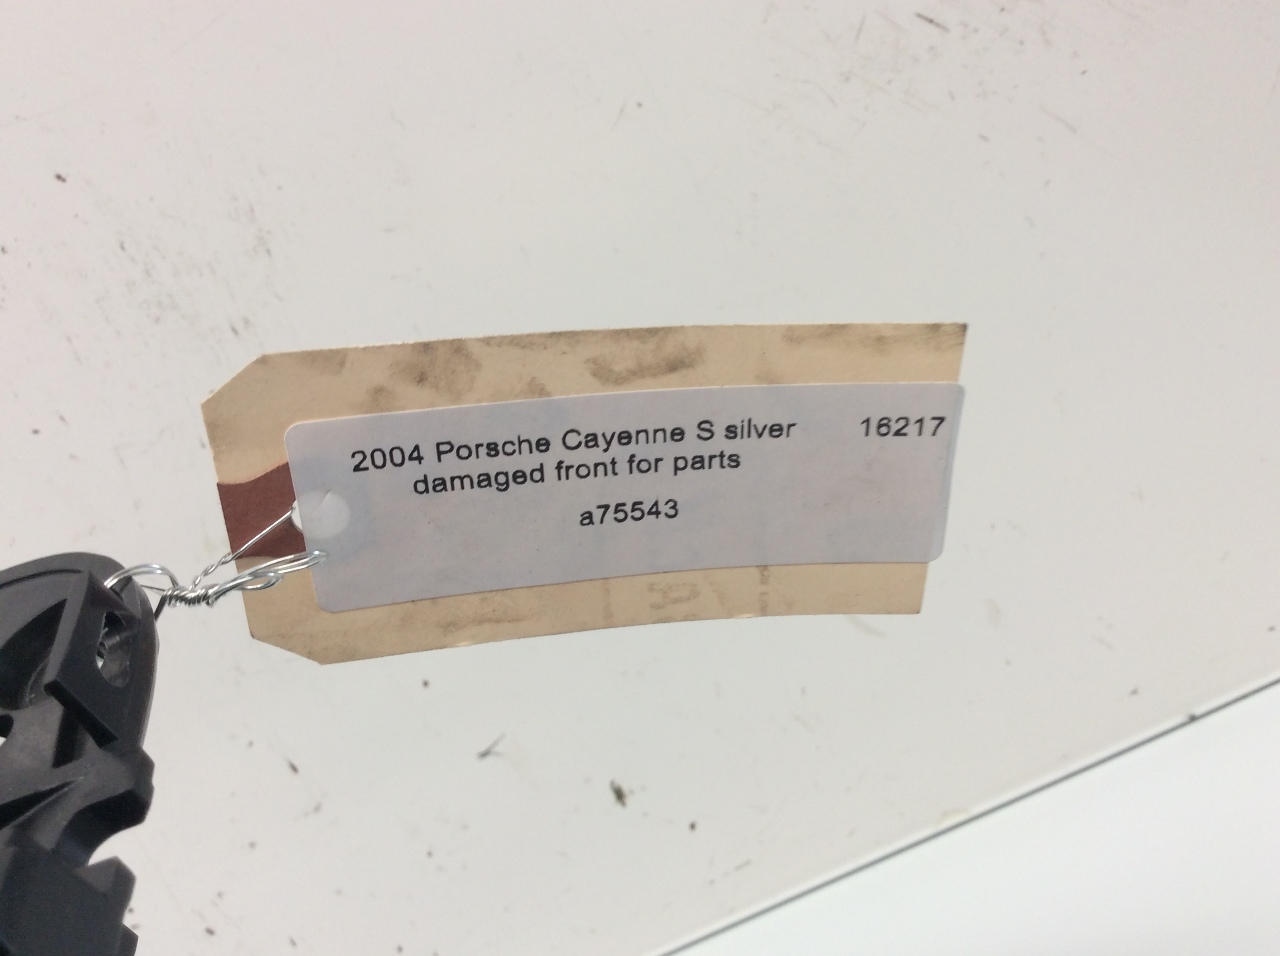 2004 Porsche Cayenne S silver 16217
damaged front for parts
a75543